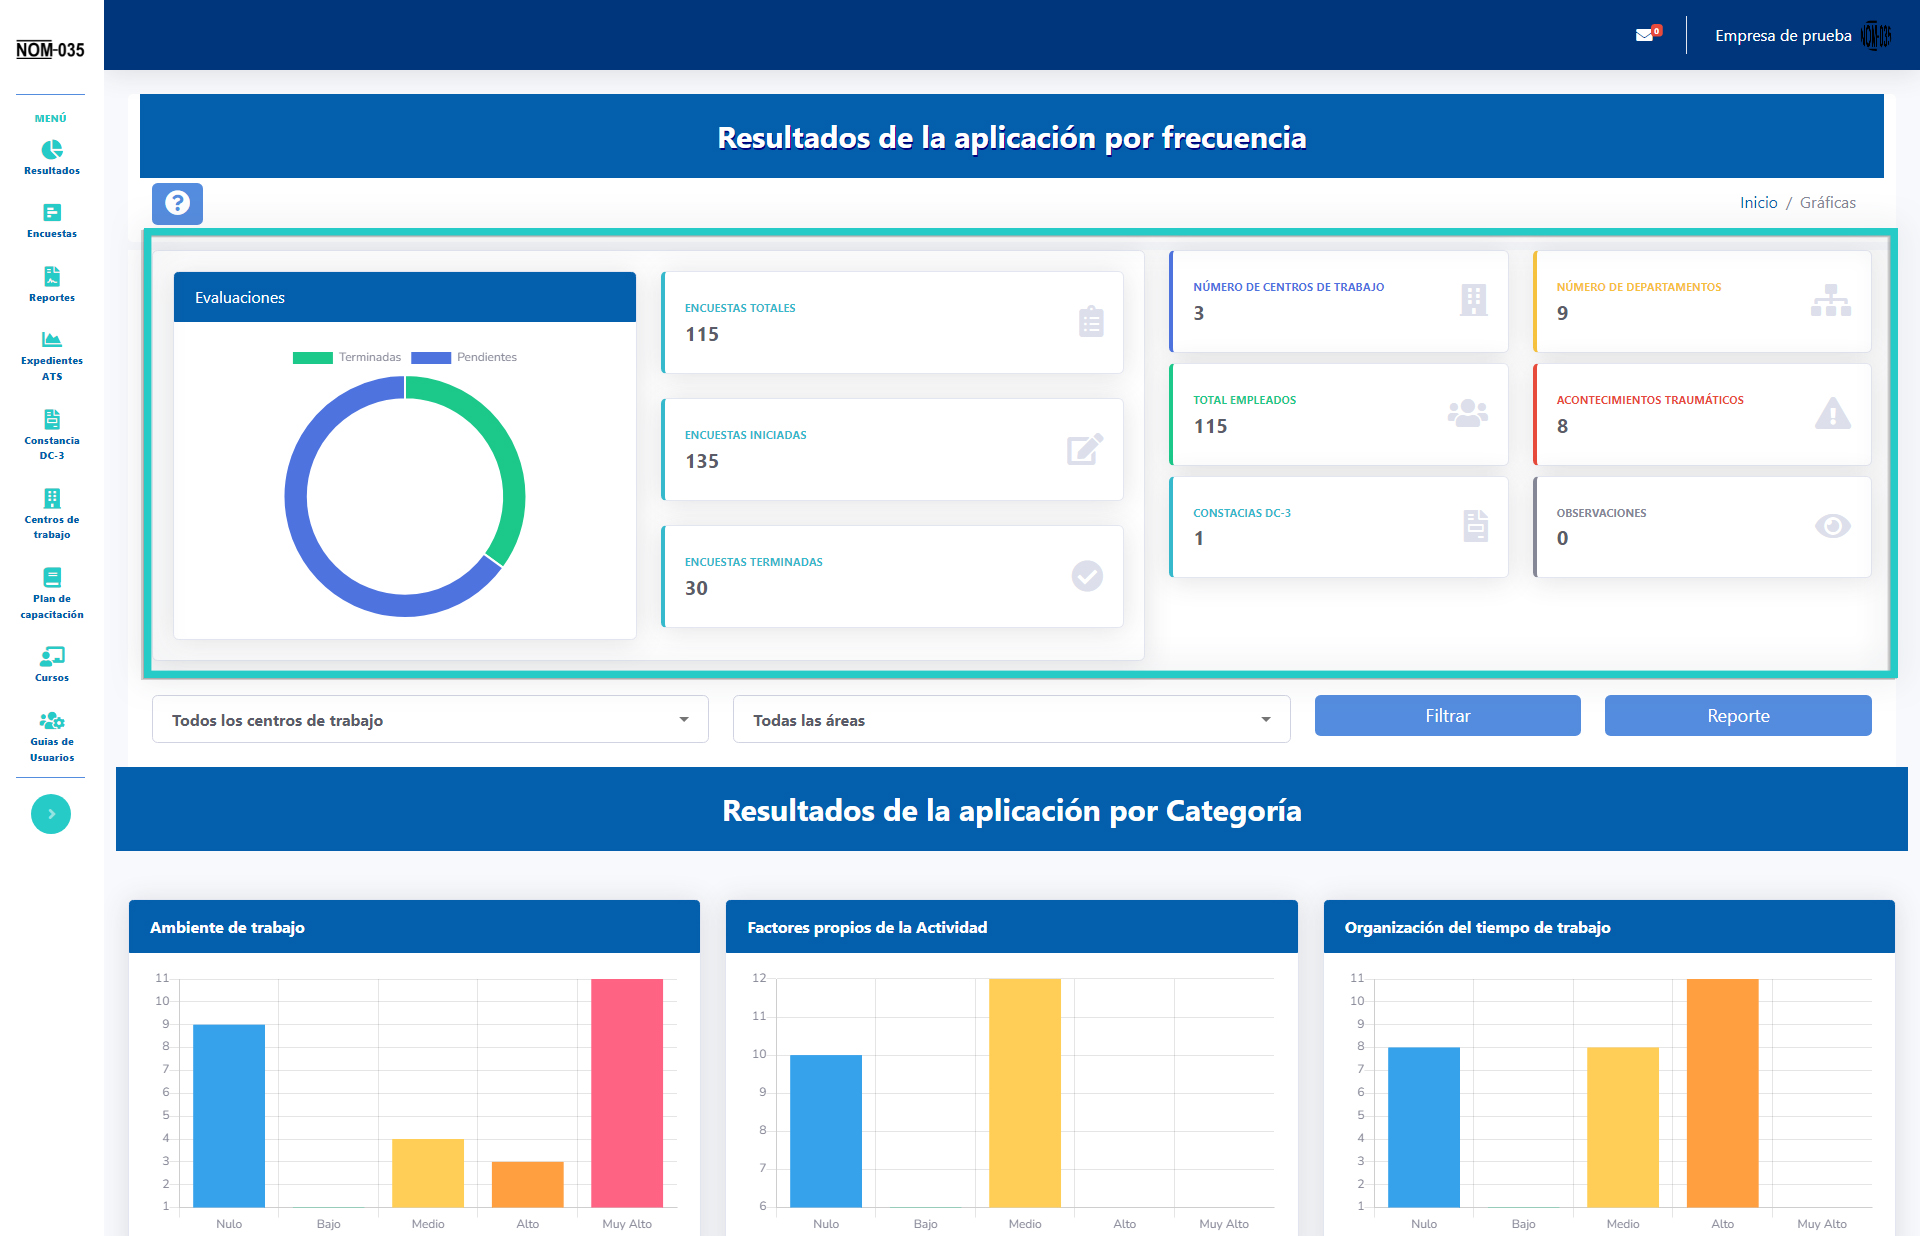 NOM-035
MENÚ
Resultados
Encuestas
Reportes
Expedientes
ATS
Constancia
DC-3
Centros de
trabajo
Plan de
capacitación
Cursos
Guias de
Usuarios
0
Empresa de prueba
NOM-035
Resultados de la aplicación por frecuencia
?
Inicio / Gráficas
Evaluaciones
Terminadas
Pendientes
ENCUESTAS TOTALES
115
ENCUESTAS INICIADAS
135
ENCUESTAS TERMINADAS
30
NÚMERO DE CENTROS DE TRABAJO
3
NÚMERO DE DEPARTAMENTOS
9
TOTAL EMPLEADOS
115
ACONTECIMIENTOS TRAUMÁTICOS
8
CONSTACIAS DC-3
1
OBSERVACIONES
0
Todos los centros de trabajo
Todas las áreas
Filtrar
Reporte
Resultados de la aplicación por Categoría
Ambiente de trabajo
11
10
9
8
7
6
5
4
3
2
1
Nulo Bajo Medio Alto Muy Alto
Factores propios de la Actividad
12
11
10
9
8
7
6
Nulo Bajo Medio Alto Muy Alto
Organización del tiempo de trabajo
11
10
9
8
7
6
5
4
3
2
1
Nulo Bajo Medio Alto Muy Alto